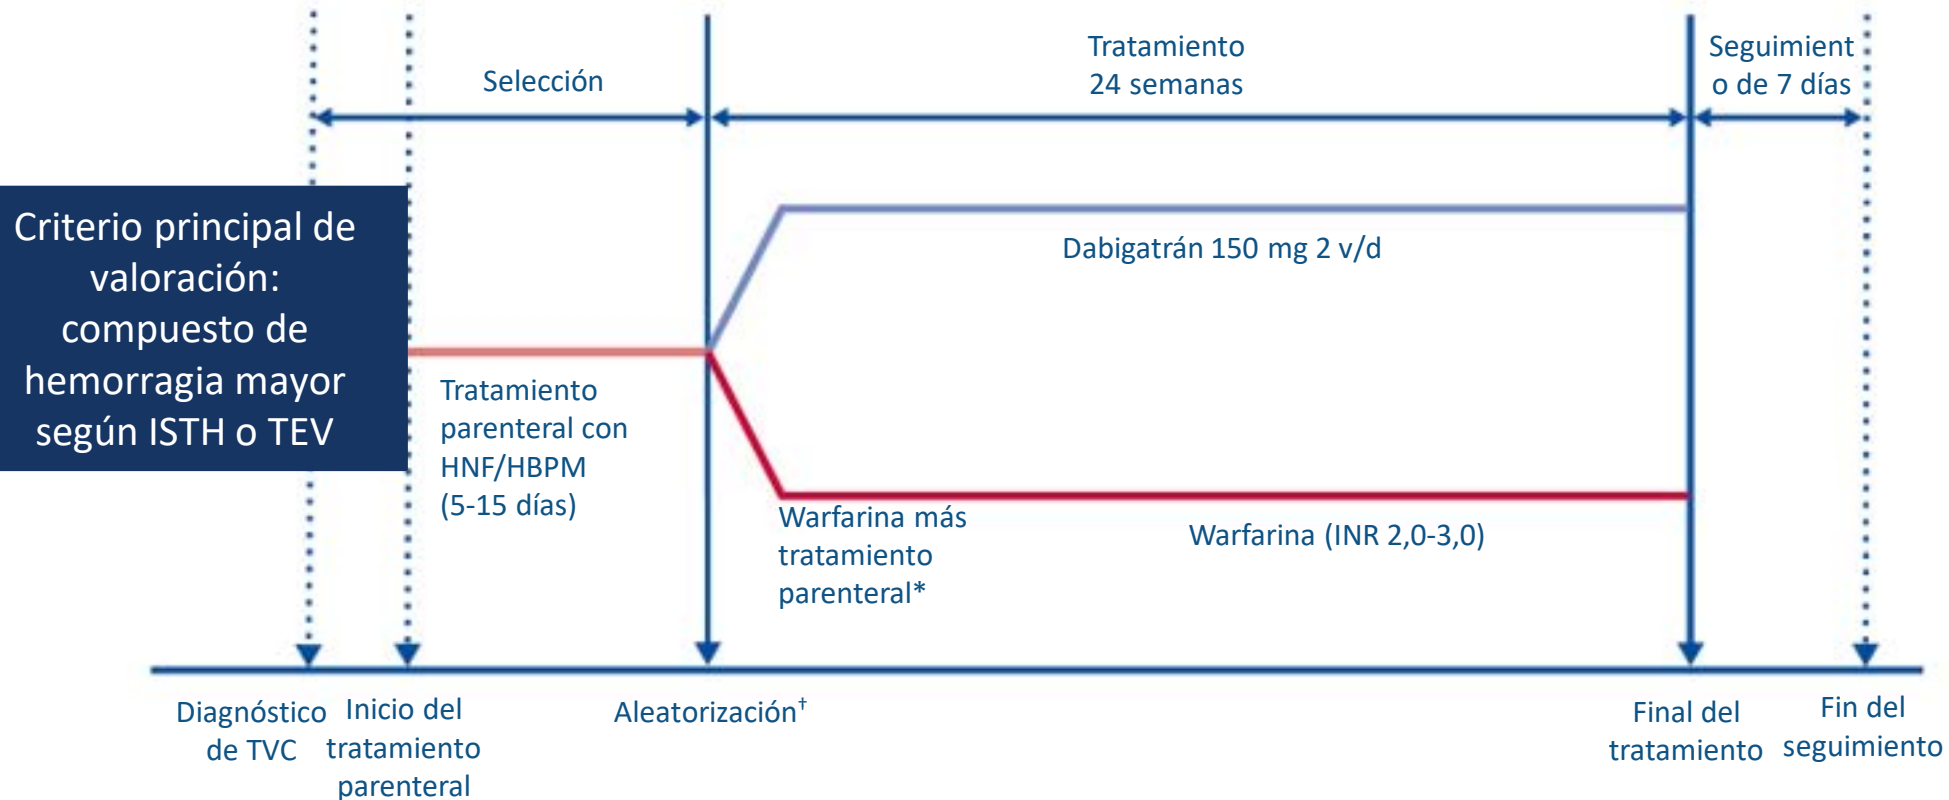 Selección
Tratamiento
24 semanas
Seguimient
o de 7 días
Criterio principal de
valoración:
compuesto de
hemorragia mayor
según ISTH o TEV
Dabigatrán 150 mg 2 v/d
Tratamiento
parenteral con
HNF/HBPM
(5-15 días)
Warfarina más
tratamiento
parenteral*
Warfarina (INR 2,0-3,0)
Diagnóstico
de TVC
Inicio del
tratamiento
parenteral
Aleatorización†
Final del
tratamiento
Fin del
seguimiento